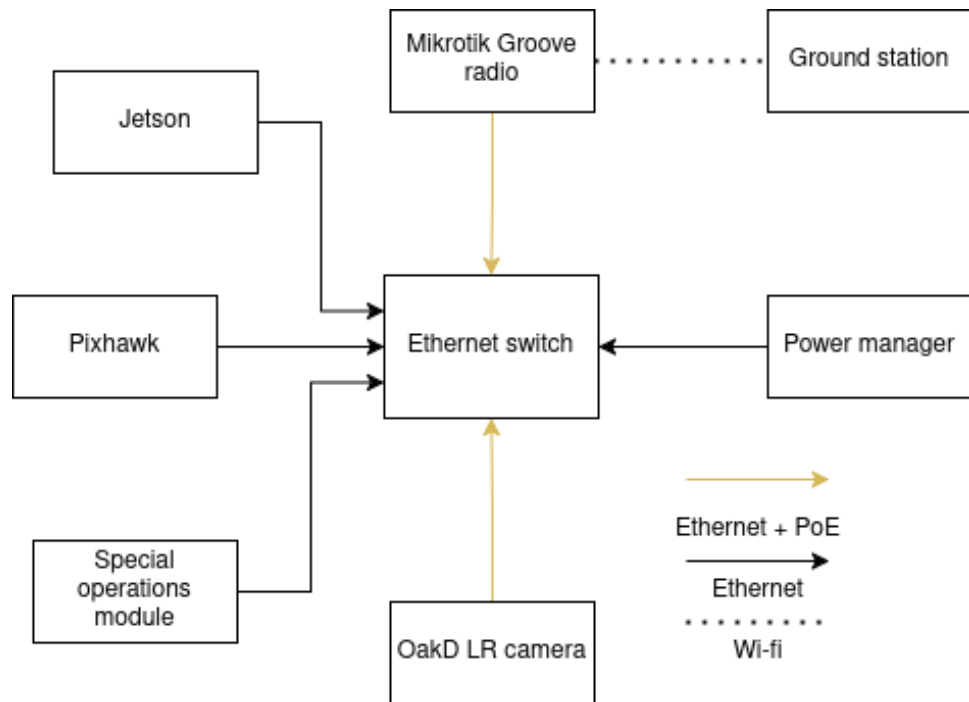 Mikrotik Groove
radio
Ground station
Jetson
Pixhawk
Ethernet switch
Power manager
Special
operations
module
OakD LR camera
Ethernet + PoE
Ethernet
Wi-fi